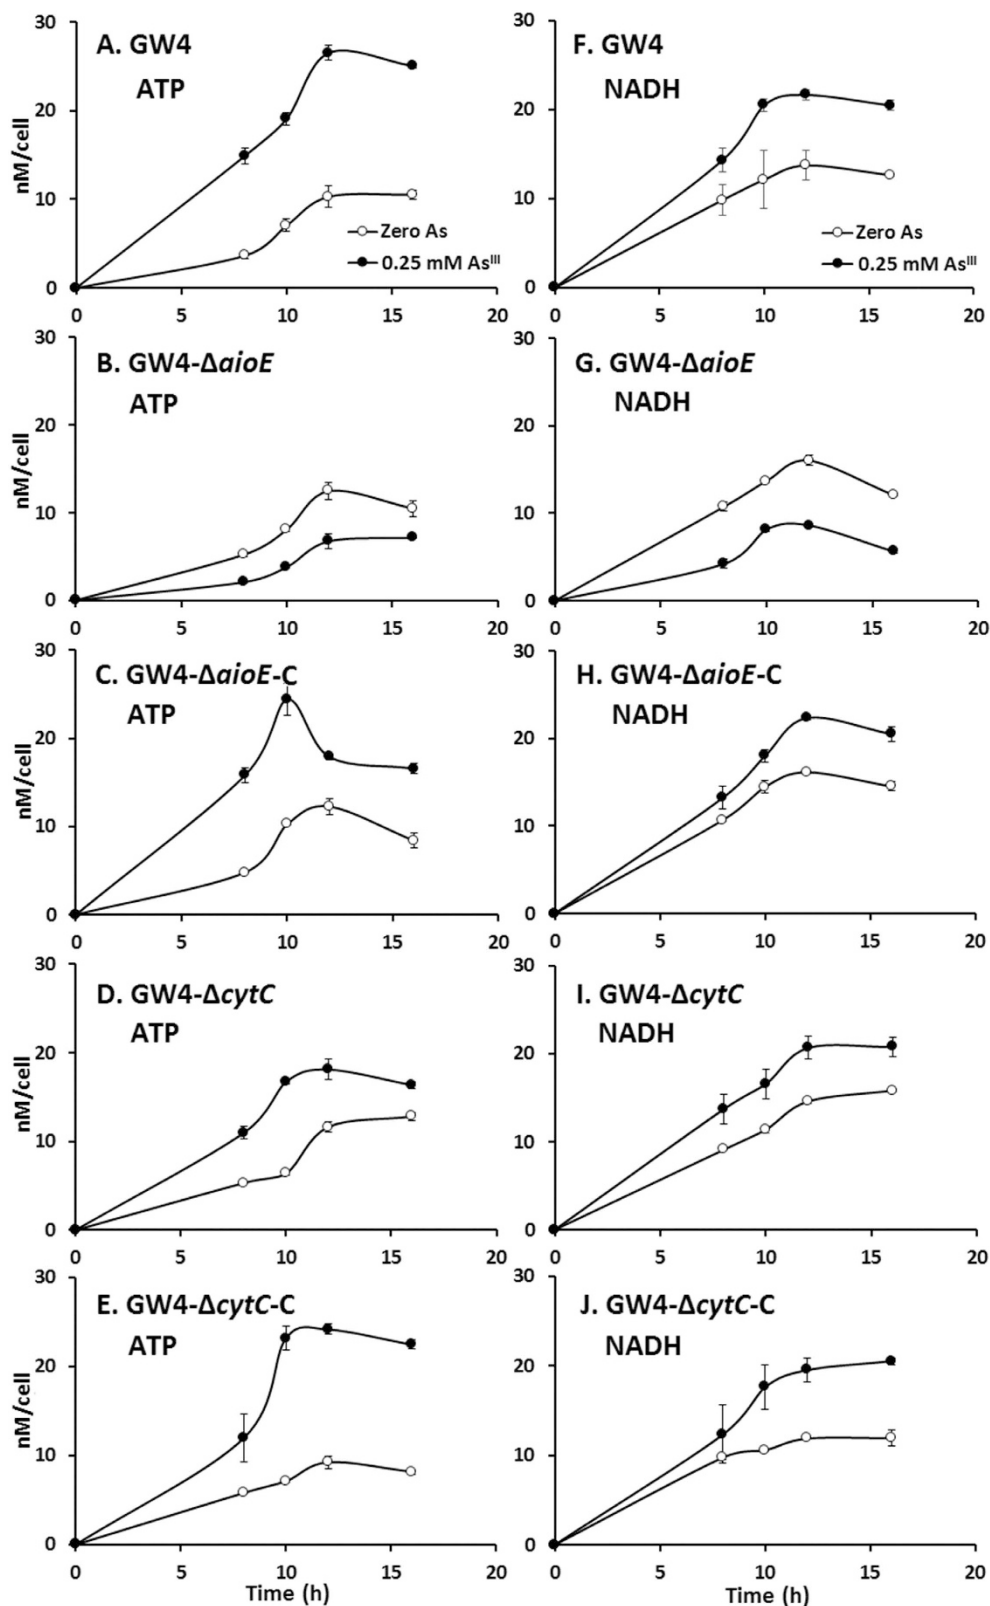 A. GW4
ATP
nM/cell
30
20
10
0
0 5 10 15 20
Zero As
0.25 mM Asᴵᴵᴵ
F. GW4
NADH
30
20
10
0
0 5 10 15 20
Zero As
0.25 mM Asᴵᴵᴵ
B. GW4-ΔaioE
ATP
nM/cell
30
20
10
0
0 5 10 15 20
G. GW4-ΔaioE
NADH
30
20
10
0
0 5 10 15 20
C. GW4-ΔaioE-C
ATP
nM/cell
30
20
10
0
0 5 10 15 20
H. GW4-ΔaioE-C
NADH
30
20
10
0
0 5 10 15 20
D. GW4-ΔcytC
ATP
nM/cell
30
20
10
0
0 5 10 15 20
I. GW4-ΔcytC
NADH
30
20
10
0
0 5 10 15 20
E. GW4-ΔcytC-C
ATP
nM/cell
30
20
10
0
0 5 10 15 20
Time (h)
J. GW4-ΔcytC-C
NADH
30
20
10
0
0 5 10 15 20
Time (h)